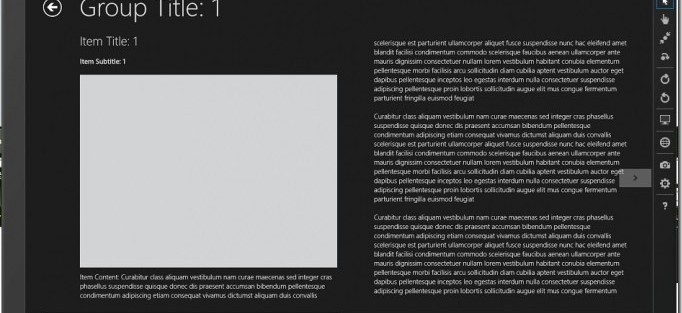 Group Title: 1
Item Title: 1
Item Subtitle: 1
Item Content: Curabitur class aliquam vestibulum nam curae maecenas sed integer cras
phasellus suspendisse quisque donec dis praesent accumsan bibendum pellentesque
condimentum adipiscing etiam consequat vivamus dictumst aliquam duis convallis
scelerisque est parturient ullamcorper aliquet fusce suspendisse nunc hac eleifend amet
blandit facilisi condimentum commodo scelerisque faucibus aenean ullamcorper ante
mauris dignissim consectetuer nullam lorem vestibulum habitant conubia elementum
pellentesque morbi facilisis arcu sollicitudin diam cubilia aptent vestibulum auctor eget
dapibus pellentesque inceptos leo egestas interdum nulla consectetuer suspendisse
adipiscing pellentesque proin lobortis sollicitudin augue elit mus congue fermentum
parturient fringilla euismod feugiat
Curabitur class aliquam vestibulum nam curae maecenas sed integer cras phasellus
suspendisse quisque donec dis praesent accumsan bibendum pellentesque
condimentum adipiscing etiam consequat vivamus dictumst aliquam duis convallis
scelerisque est parturient ullamcorper aliquet fusce suspendisse nunc hac eleifend amet
blandit facilisi condimentum commodo scelerisque faucibus aenean ullamcorper ante
mauris dignissim consectetuer nullam lorem vestibulum habitant conubia elementum
pellentesque morbi facilisis arcu sollicitudin diam cubilia aptent vestibulum auctor eget
dapibus pellentesque inceptos leo egestas interdum nulla consectetuer suspendisse
adipiscing pellentesque proin lobortis sollicitudin augue elit mus congue fermentum
parturient fringilla euismod feugiat
Curabitur class aliquam vestibulum nam curae maecenas sed integer cras phasellus
suspendisse quisque donec dis praesent accumsan bibendum pellentesque
condimentum adipiscing etiam consequat vivamus dictumst aliquam duis convallis
scelerisque est parturient ullamcorper aliquet fusce suspendisse nunc hac eleifend amet
blandit facilisi condimentum commodo scelerisque faucibus aenean ullamcorper ante
mauris dignissim consectetuer nullam lorem vestibulum habitant conubia elementum
pellentesque morbi facilisis arcu sollicitudin diam cubilia aptent vestibulum auctor eget
dapibus pellentesque inceptos leo egestas interdum nulla consectetuer suspendisse
adipiscing pellentesque proin lobortis sollicitudin augue elit mus congue fermentum